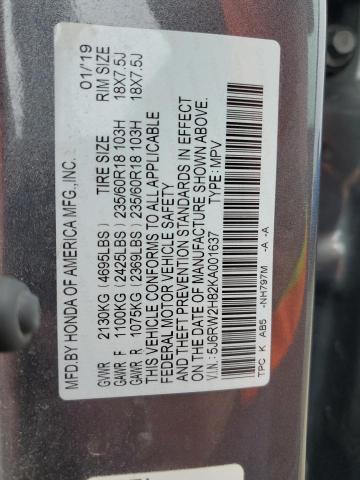 MFD.BY HONDA OF AMERICA MFG.,INC. 01/'19
TIRE SIZE RIM SIZE
GVWR 2130KG (4695LBS)
GAWR F 1100KG (2425LBS) 235/60R18 103H 18X7.5J
GAWR R 1075KG (2369LBS) 235/60R18 103H 18X7.5J
THIS VEHICLE CONFORMS TO ALL APPLICABLE
FEDERAL MOTOR VEHICLE SAFETY
AND THEFT PREVENTION STANDARDS IN EFFECT
ON THE DATE OF MANUFACTURE SHOWN ABOVE.
V.I.N.: 5J6RW2H82KA001637 TYPE: MPV
TPC K AB5 -NH797M -A -A